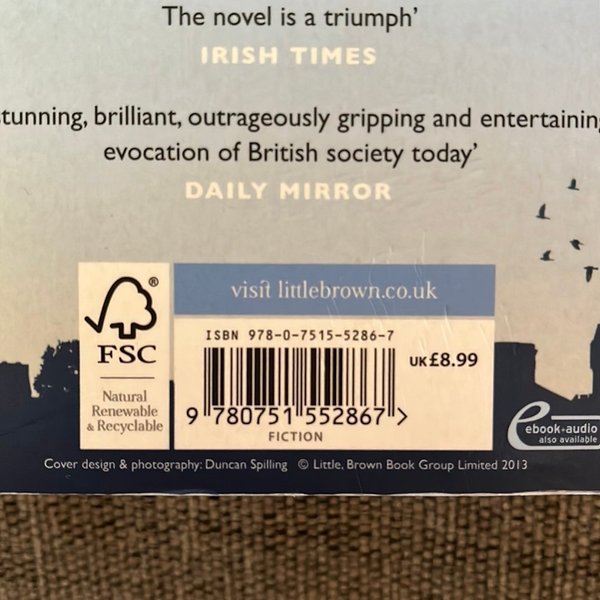 The novel is a triumph’
IRISH TIMES
stunning, brilliant, outrageously gripping and entertaining
evocation of British society today’
DAILY MIRROR
visit littlebrown.co.uk
ISBN 978-0-7515-5286-7
UK£8.99
9 780751 552867 >
FICTION
®
FSC
Natural
Renewable
& Recyclable
ebook+audio
also available
Cover design & photography: Duncan Spilling © Little, Brown Book Group Limited 2013